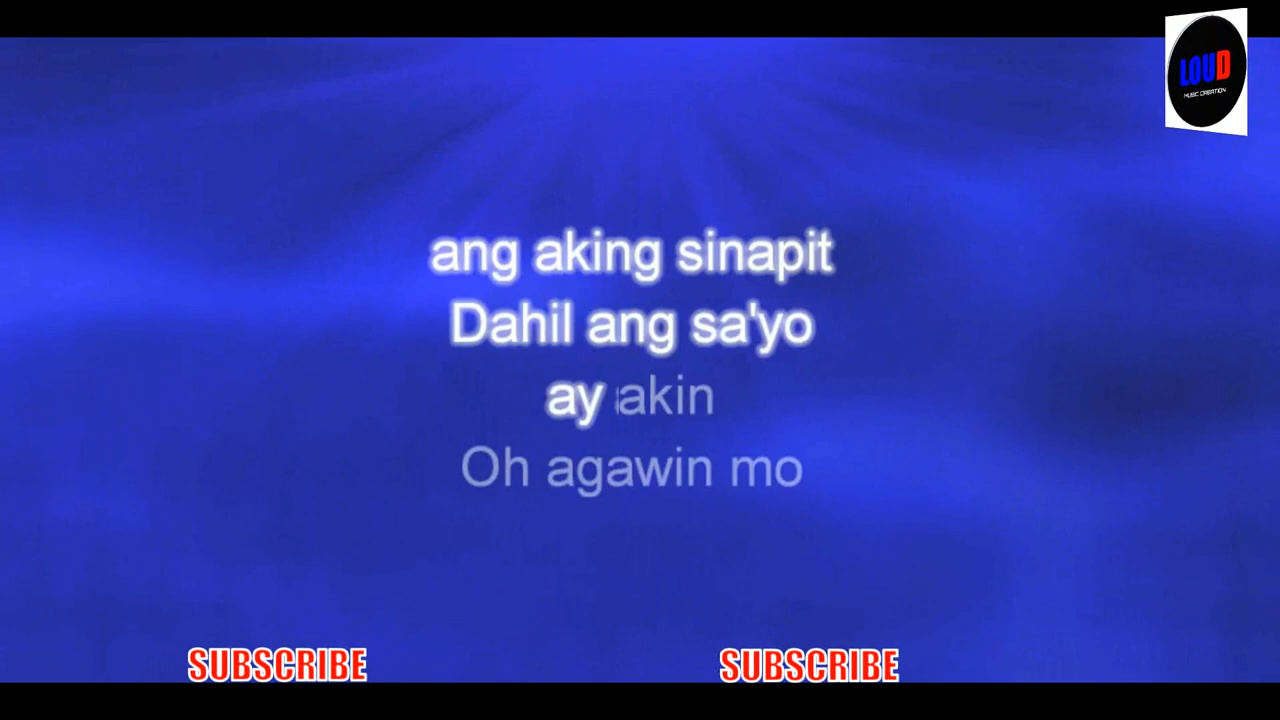 LOUD
MUSIC CREATION
ang aking sinapit
Dahil ang sa'yo
ay akin
Oh agawin mo
SUBSCRIBE SUBSCRIBE